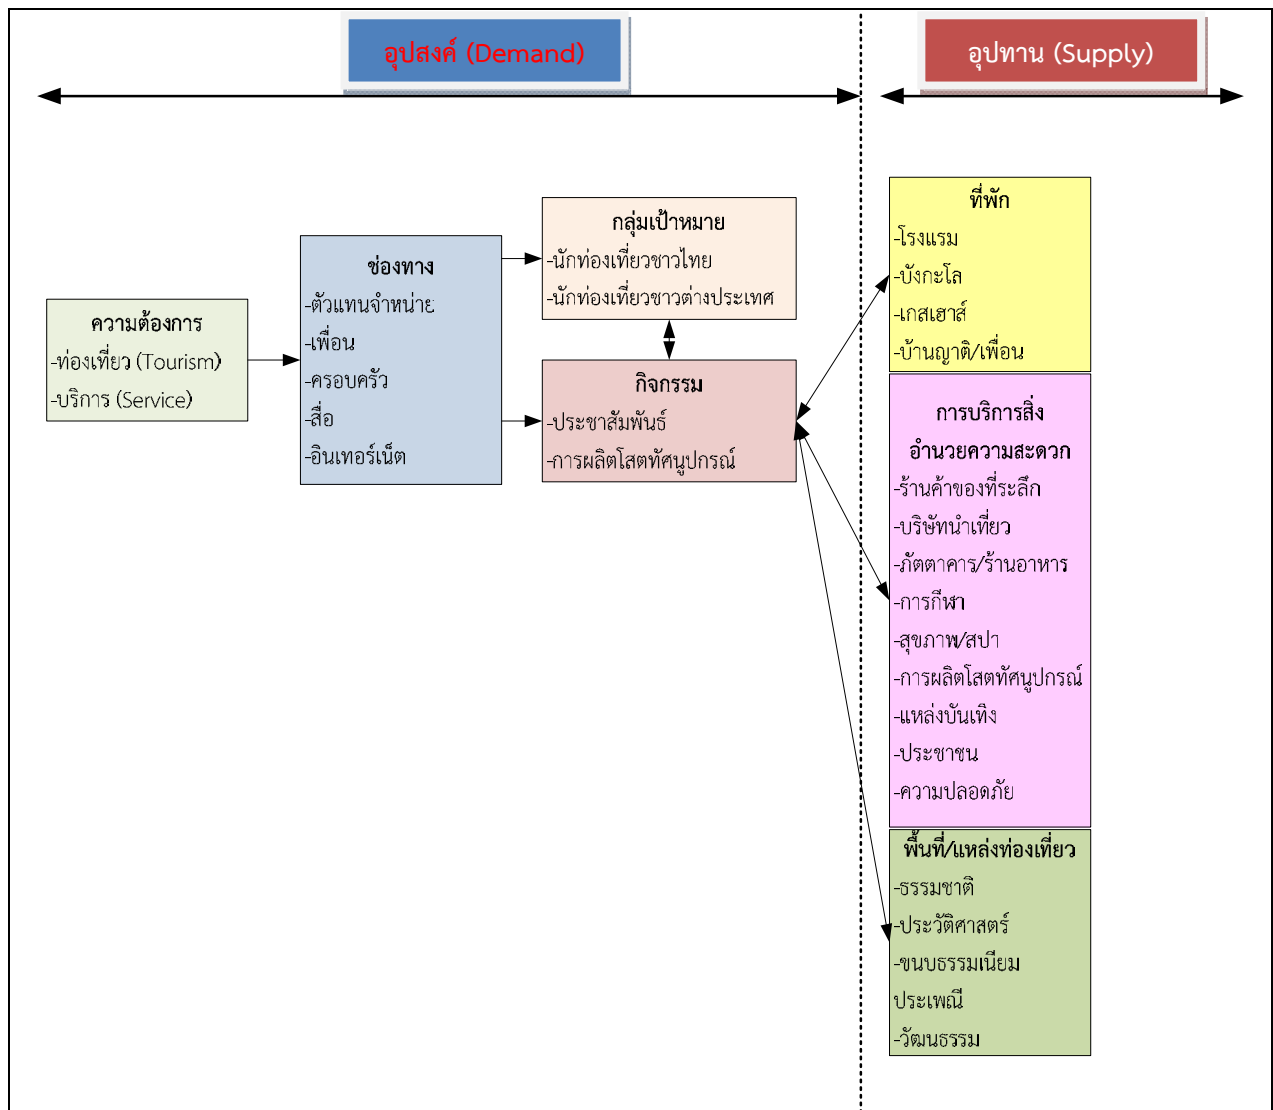 อุปสงค์ (Demand)
อุปทาน (Supply)
ความต้องการ
-ท่องเที่ยว (Tourism)
-บริการ (Service)
ช่องทาง
-ตัวแทนจำหน่าย
-เพื่อน
-ครอบครัว
-สื่อ
-อินเทอร์เน็ต
กลุ่มเป้าหมาย
-นักท่องเที่ยวชาวไทย
-นักท่องเที่ยวชาวต่างประเทศ
กิจกรรม
-ประชาสัมพันธ์
-การผลิตโสตทัศนูปกรณ์
ที่พัก
-โรงแรม
-บังกะโล
-เกสเฮาส์
-บ้านญาติ/เพื่อน
การบริการสิ่ง
อำนวยความสะดวก
-ร้านค้าของที่ระลึก
-บริษัทนำเที่ยว
-ภัตตาคาร/ร้านอาหาร
-การกีฬา
-สุขภาพ/สปา
-การผลิตโสตทัศนูปกรณ์
-แหล่งบันเทิง
-ประชาชน
-ความปลอดภัย
พื้นที่/แหล่งท่องเที่ยว
-ธรรมชาติ
-ประวัติศาสตร์
-ขนบธรรมเนียม
ประเพณี
-วัฒนธรรม